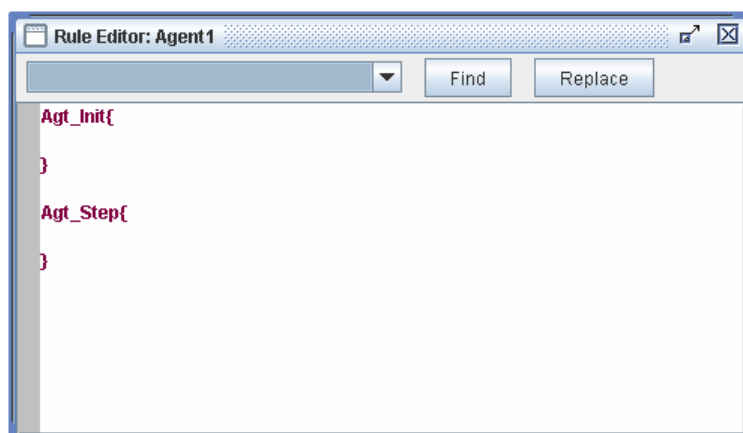 Rule Editor: Agent1
Find Replace
Agt_Init{
}
Agt_Step{
}